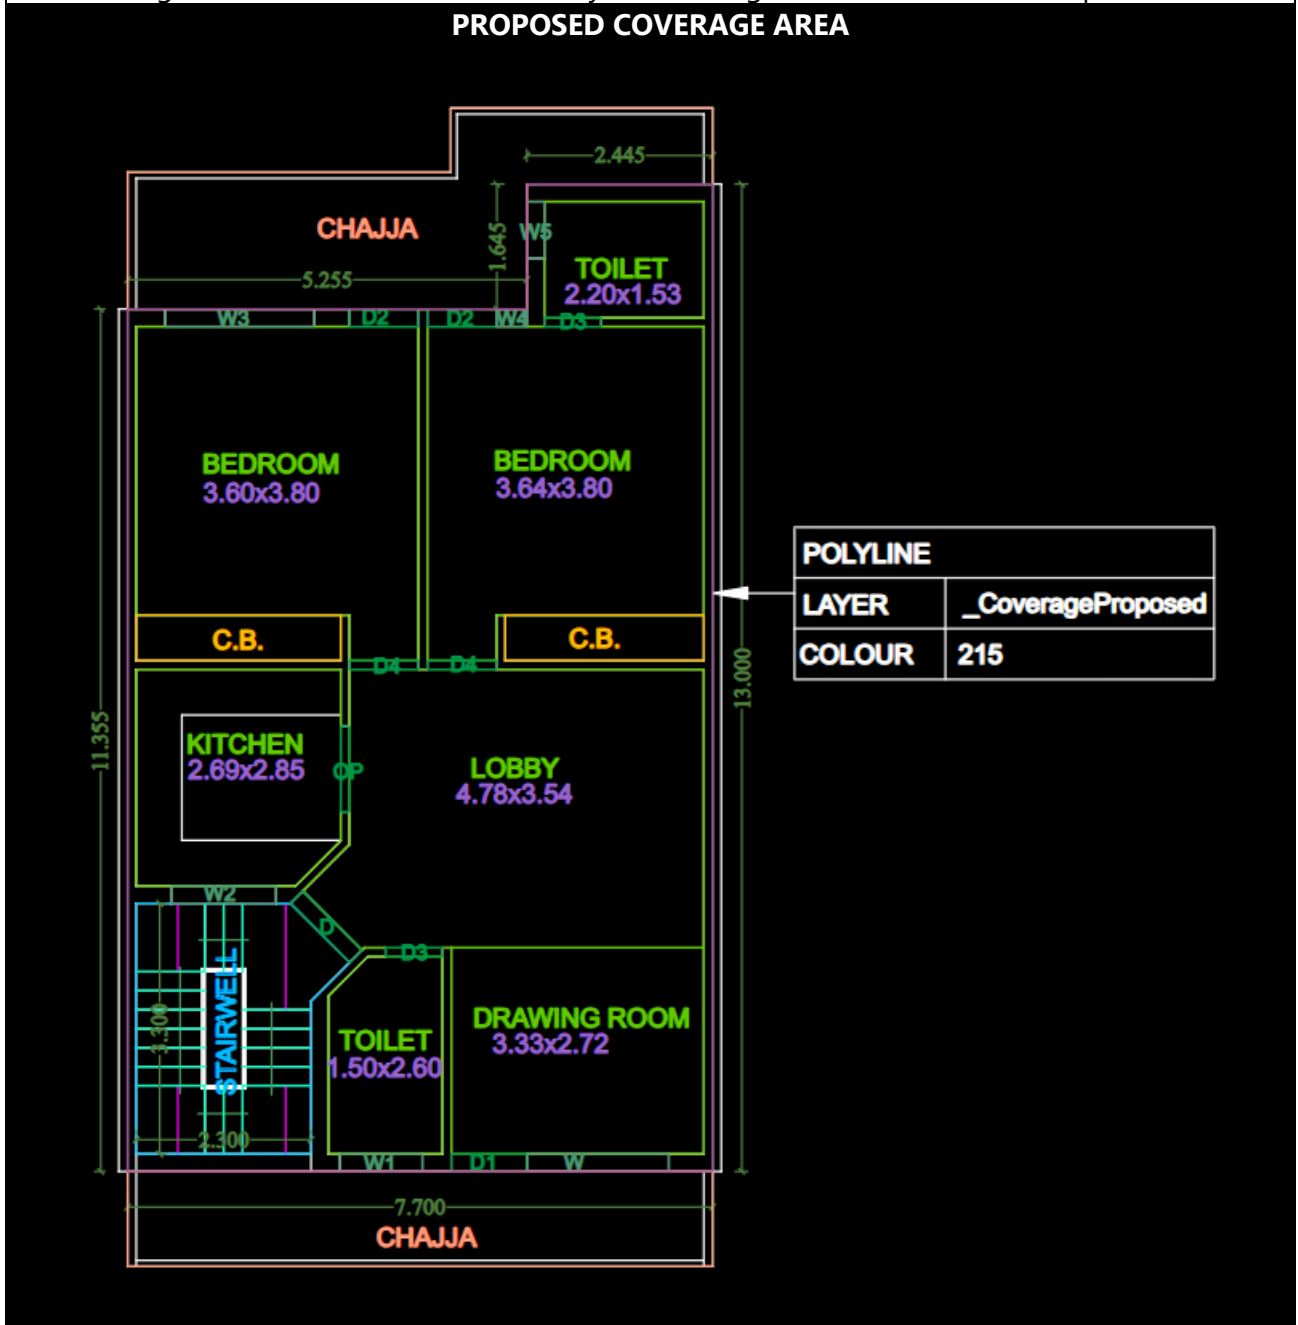 PROPOSED COVERAGE AREA
2.445
CHAJJA
1.645
W5
TOILET
2.20x1.53
5.255
W3
D2
D2
W4
D3
BEDROOM
3.60x3.80
BEDROOM
3.64x3.80
POLYLINE
LAYER _CoverageProposed
COLOUR 215
C.B.
C.B.
D4
D4
13.000
11.355
KITCHEN
2.69x2.85
OP
LOBBY
4.78x3.54
W2
D
D3
STAIRWELL
3.300
DRAWING ROOM
3.33x2.72
TOILET
1.50x2.60
2.300
W1
D1
W
7.700
CHAJJA